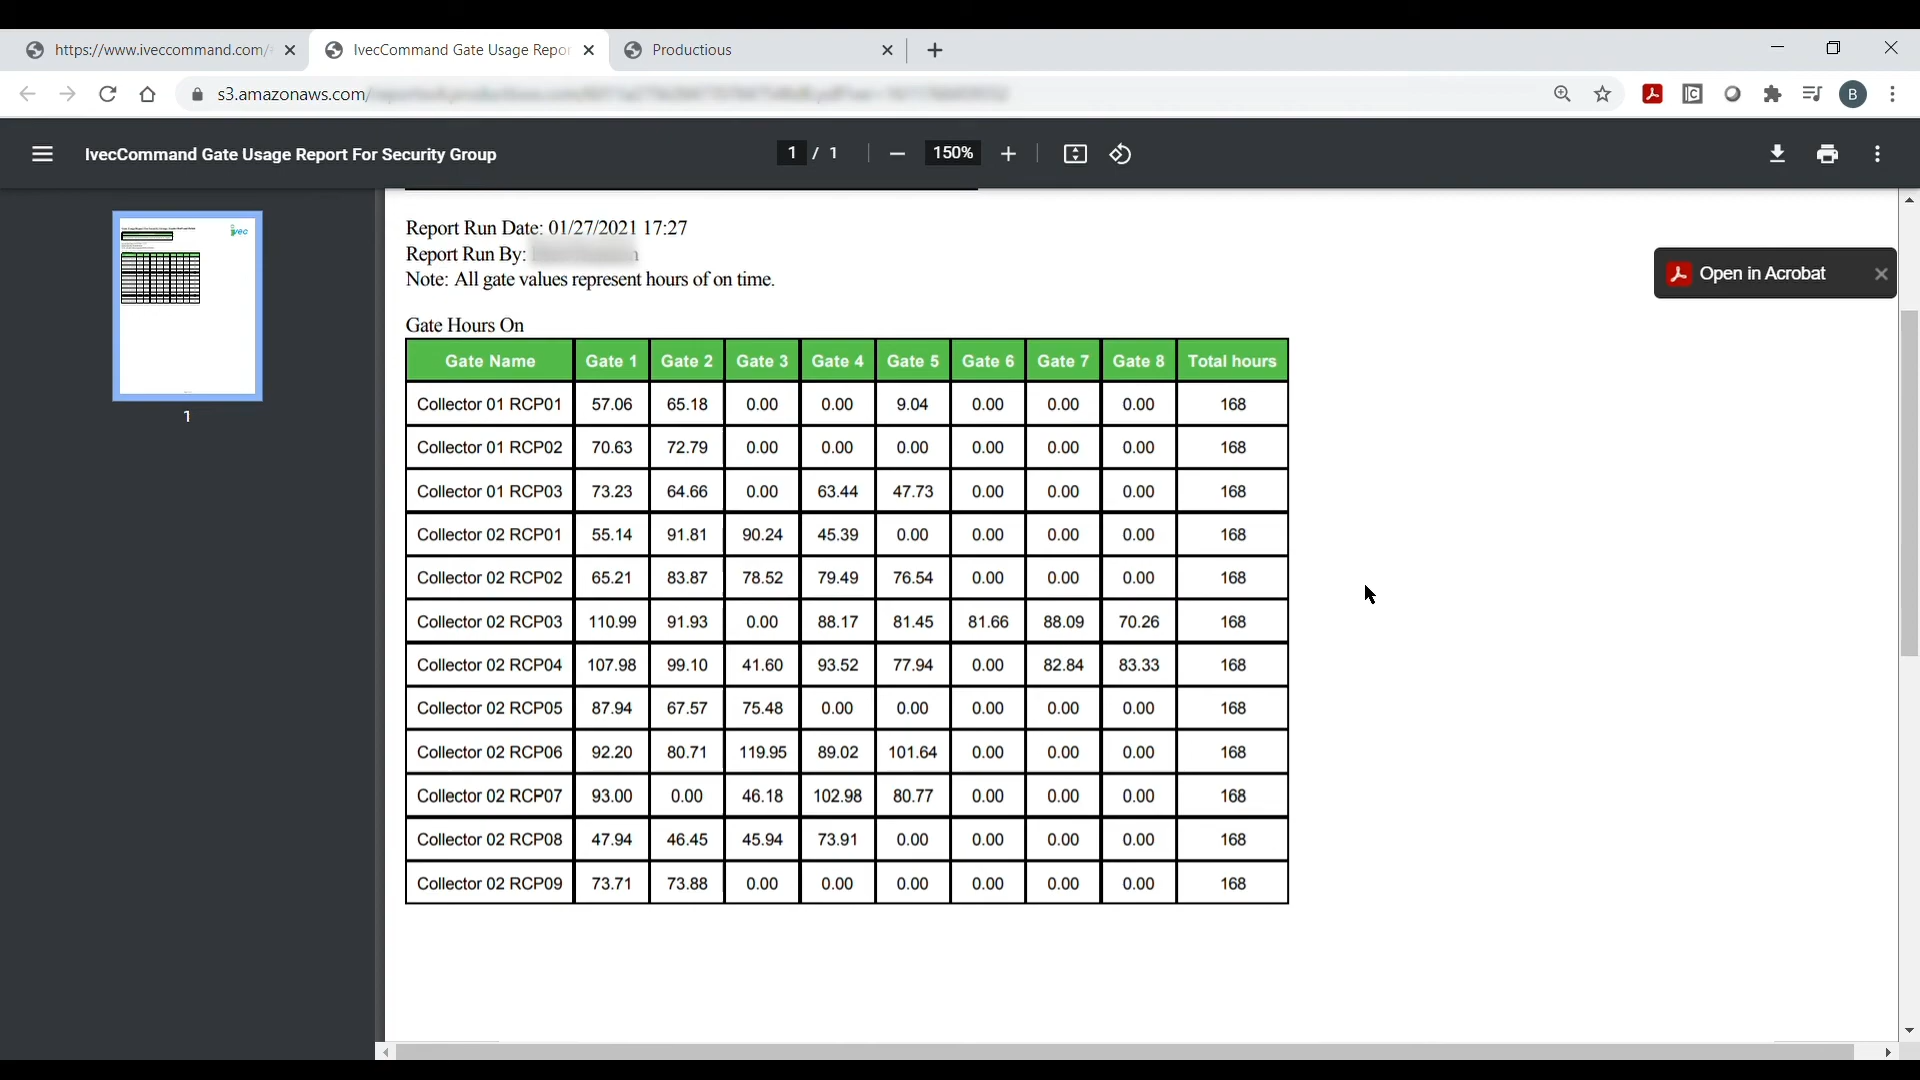 https://www.iveccommand.com/
IvecCommand Gate Usage Repor
Productious
s3.amazonaws.com/
B
IvecCommand Gate Usage Report For Security Group
1 / 1
150%
ivec
1
Report Run Date: 01/27/2021 17:27
Report Run By:
Note: All gate values represent hours of on time.
Open in Acrobat
Gate Hours On
Gate Name Gate 1 Gate 2 Gate 3 Gate 4 Gate 5 Gate 6 Gate 7 Gate 8 Total hours
Collector 01 RCP01 57.06 65.18 0.00 0.00 9.04 0.00 0.00 0.00 168
Collector 01 RCP02 70.63 72.79 0.00 0.00 0.00 0.00 0.00 0.00 168
Collector 01 RCP03 73.23 64.66 0.00 63.44 47.73 0.00 0.00 0.00 168
Collector 02 RCP01 55.14 91.81 90.24 45.39 0.00 0.00 0.00 0.00 168
Collector 02 RCP02 65.21 83.87 78.52 79.49 76.54 0.00 0.00 0.00 168
Collector 02 RCP03 110.99 91.93 0.00 88.17 81.45 81.66 88.09 70.26 168
Collector 02 RCP04 107.98 99.10 41.60 93.52 77.94 0.00 82.84 83.33 168
Collector 02 RCP05 87.94 67.57 75.48 0.00 0.00 0.00 0.00 0.00 168
Collector 02 RCP06 92.20 80.71 119.95 89.02 101.64 0.00 0.00 0.00 168
Collector 02 RCP07 93.00 0.00 46.18 102.98 80.77 0.00 0.00 0.00 168
Collector 02 RCP08 47.94 46.45 45.94 73.91 0.00 0.00 0.00 0.00 168
Collector 02 RCP09 73.71 73.88 0.00 0.00 0.00 0.00 0.00 0.00 168